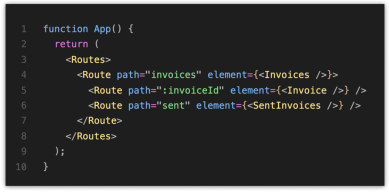 1 function App() {
2   return (
3     <Routes>
4       <Route path="invoices" element={<Invoices />}>
5         <Route path=":invoiceId" element={<Invoice />} />
6         <Route path="sent" element={<SentInvoices />} />
7       </Route>
8     </Routes>
9   );
10 }